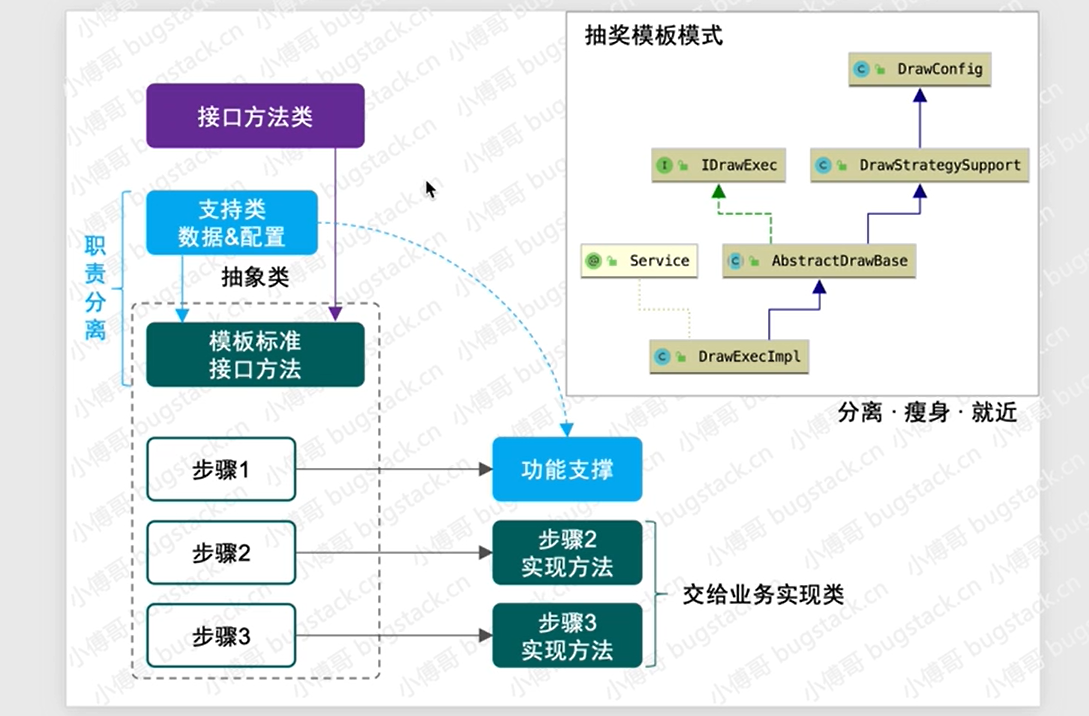 抽奖模板模式
DrawConfig
IDrawExec
DrawStrategySupport
Service
AbstractDrawBase
DrawExecImpl
分离·瘦身·就近
接口方法类
支持类
数据&配置
职责分离
抽象类
模板标准
接口方法
步骤1
功能支撑
步骤2
步骤2
实现方法
步骤3
步骤3
实现方法
交给业务实现类
小傅哥 bugstack.cn